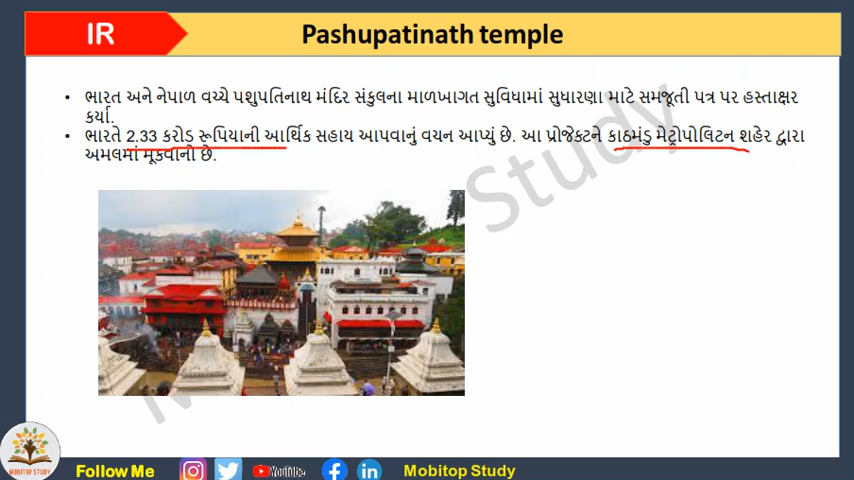 IR
Pashupatinath temple
• ભારત અને નેપાળ વચ્ચે પશુપતિનાથ મંદિર સંકુલના માળખાગત સુવિધામાં સુધારણા માટે સમજૂતી પત્ર પર હસ્તાક્ષર
કર્યા.
• ભારતે 2.33 કરોડ રૂપિયાની આર્થિક સહાય આપવાનું વચન આપ્યું છે. આ પ્રોજેક્ટને કાઠમંડુ મેટ્રોપોલિટન શહેર દ્વારા
અમલમાં મૂકવાનો છે.
Study
MOBITOP STUDY
Follow Me
YouTube
Mobitop Study